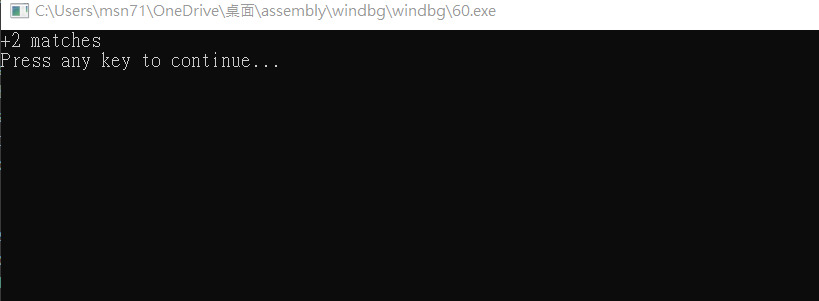 C:\Users\msn71\OneDrive\桌面\assembly\windbg\windbg\60.exe
+2 matches
Press any key to continue...